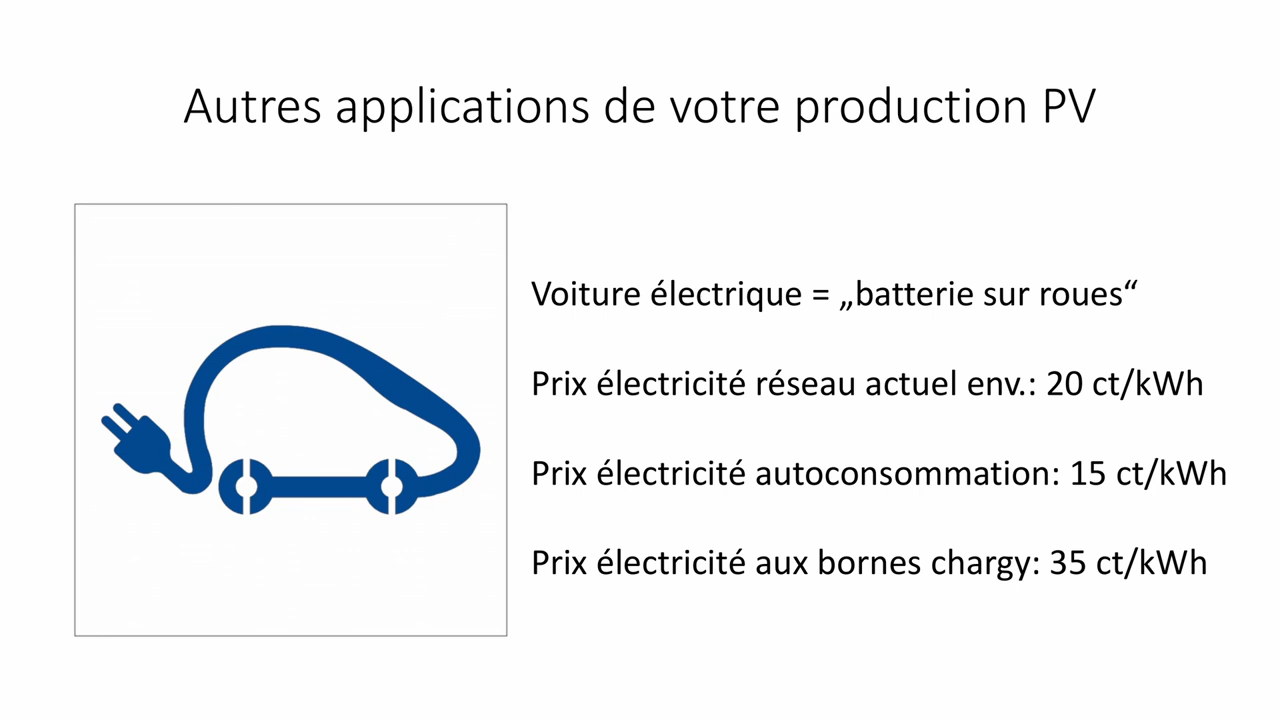 Autres applications de votre production PV
Voiture électrique = „batterie sur roues“
Prix électricité réseau actuel env.: 20 ct/kWh
Prix électricité autoconsommation: 15 ct/kWh
Prix électricité aux bornes chargy: 35 ct/kWh